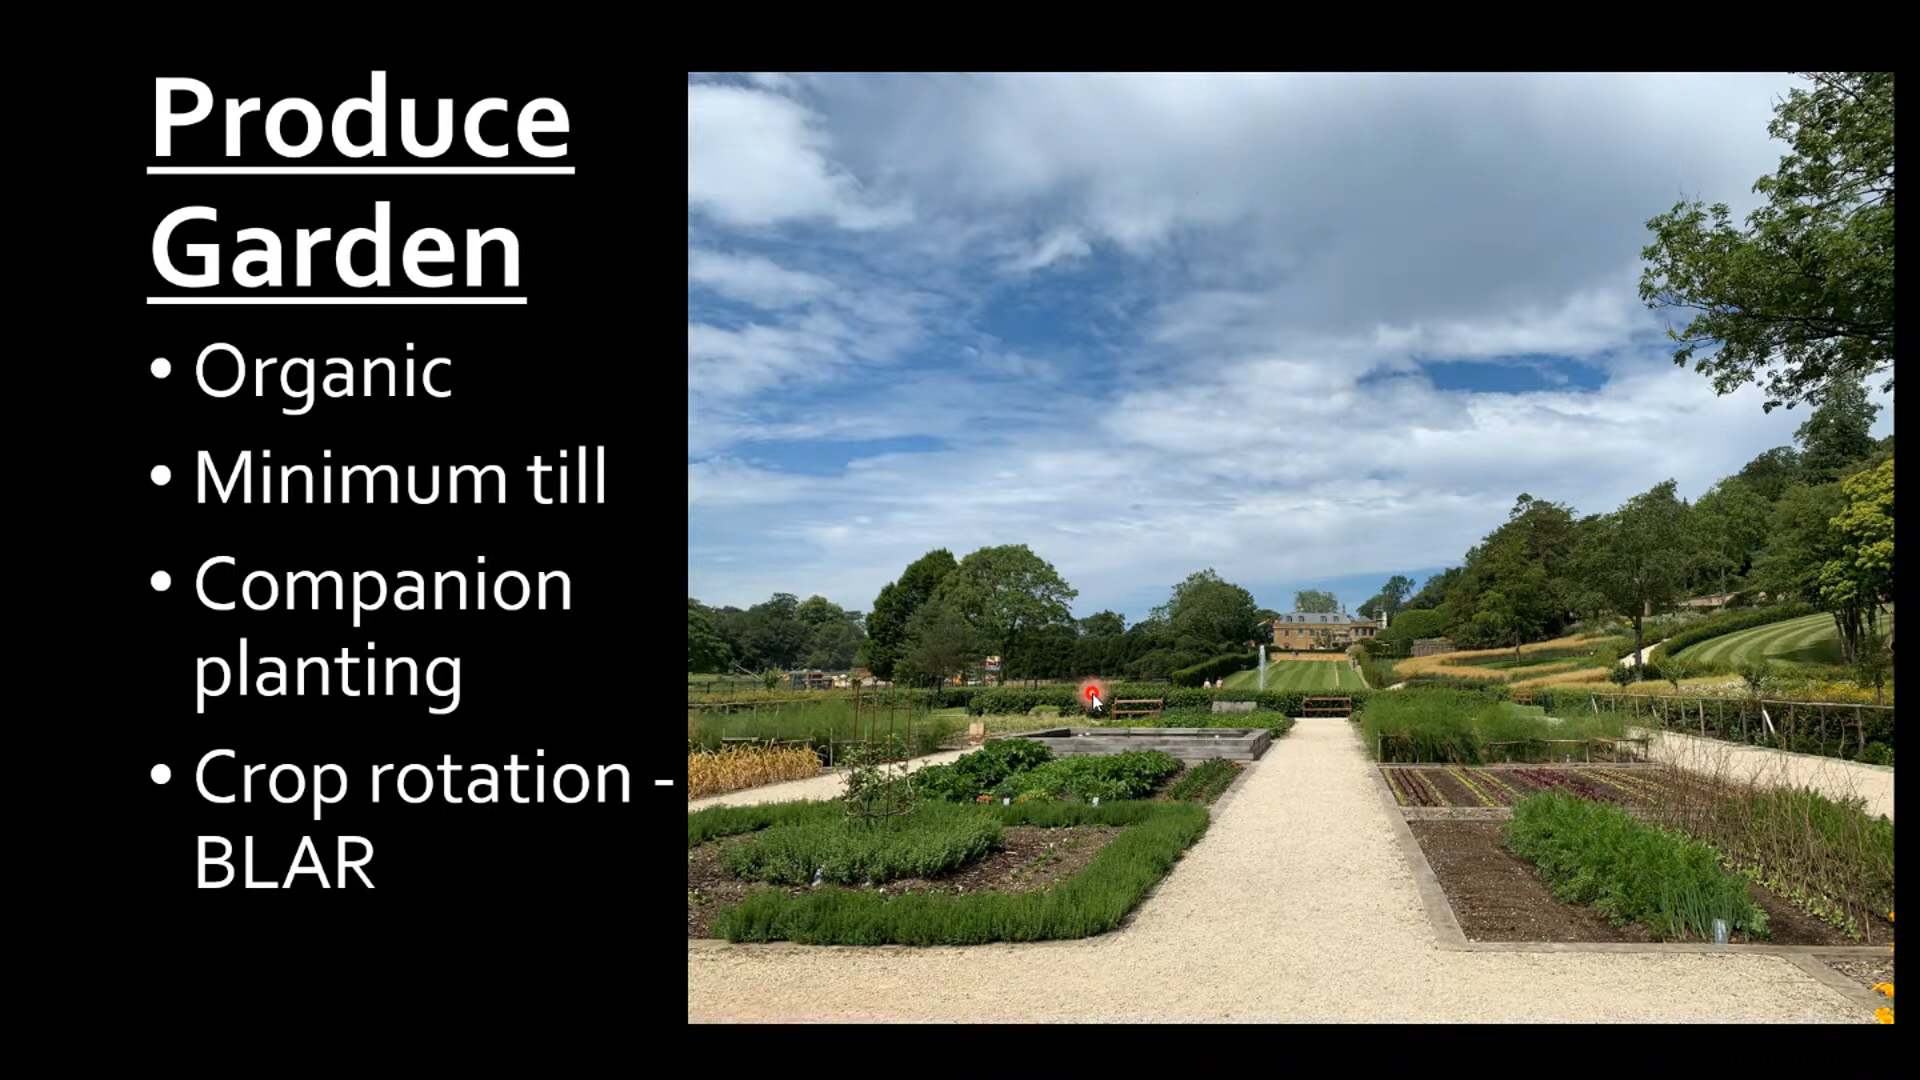 Produce
Garden
• Organic
• Minimum till
• Companion
planting
• Crop rotation -
BLAR